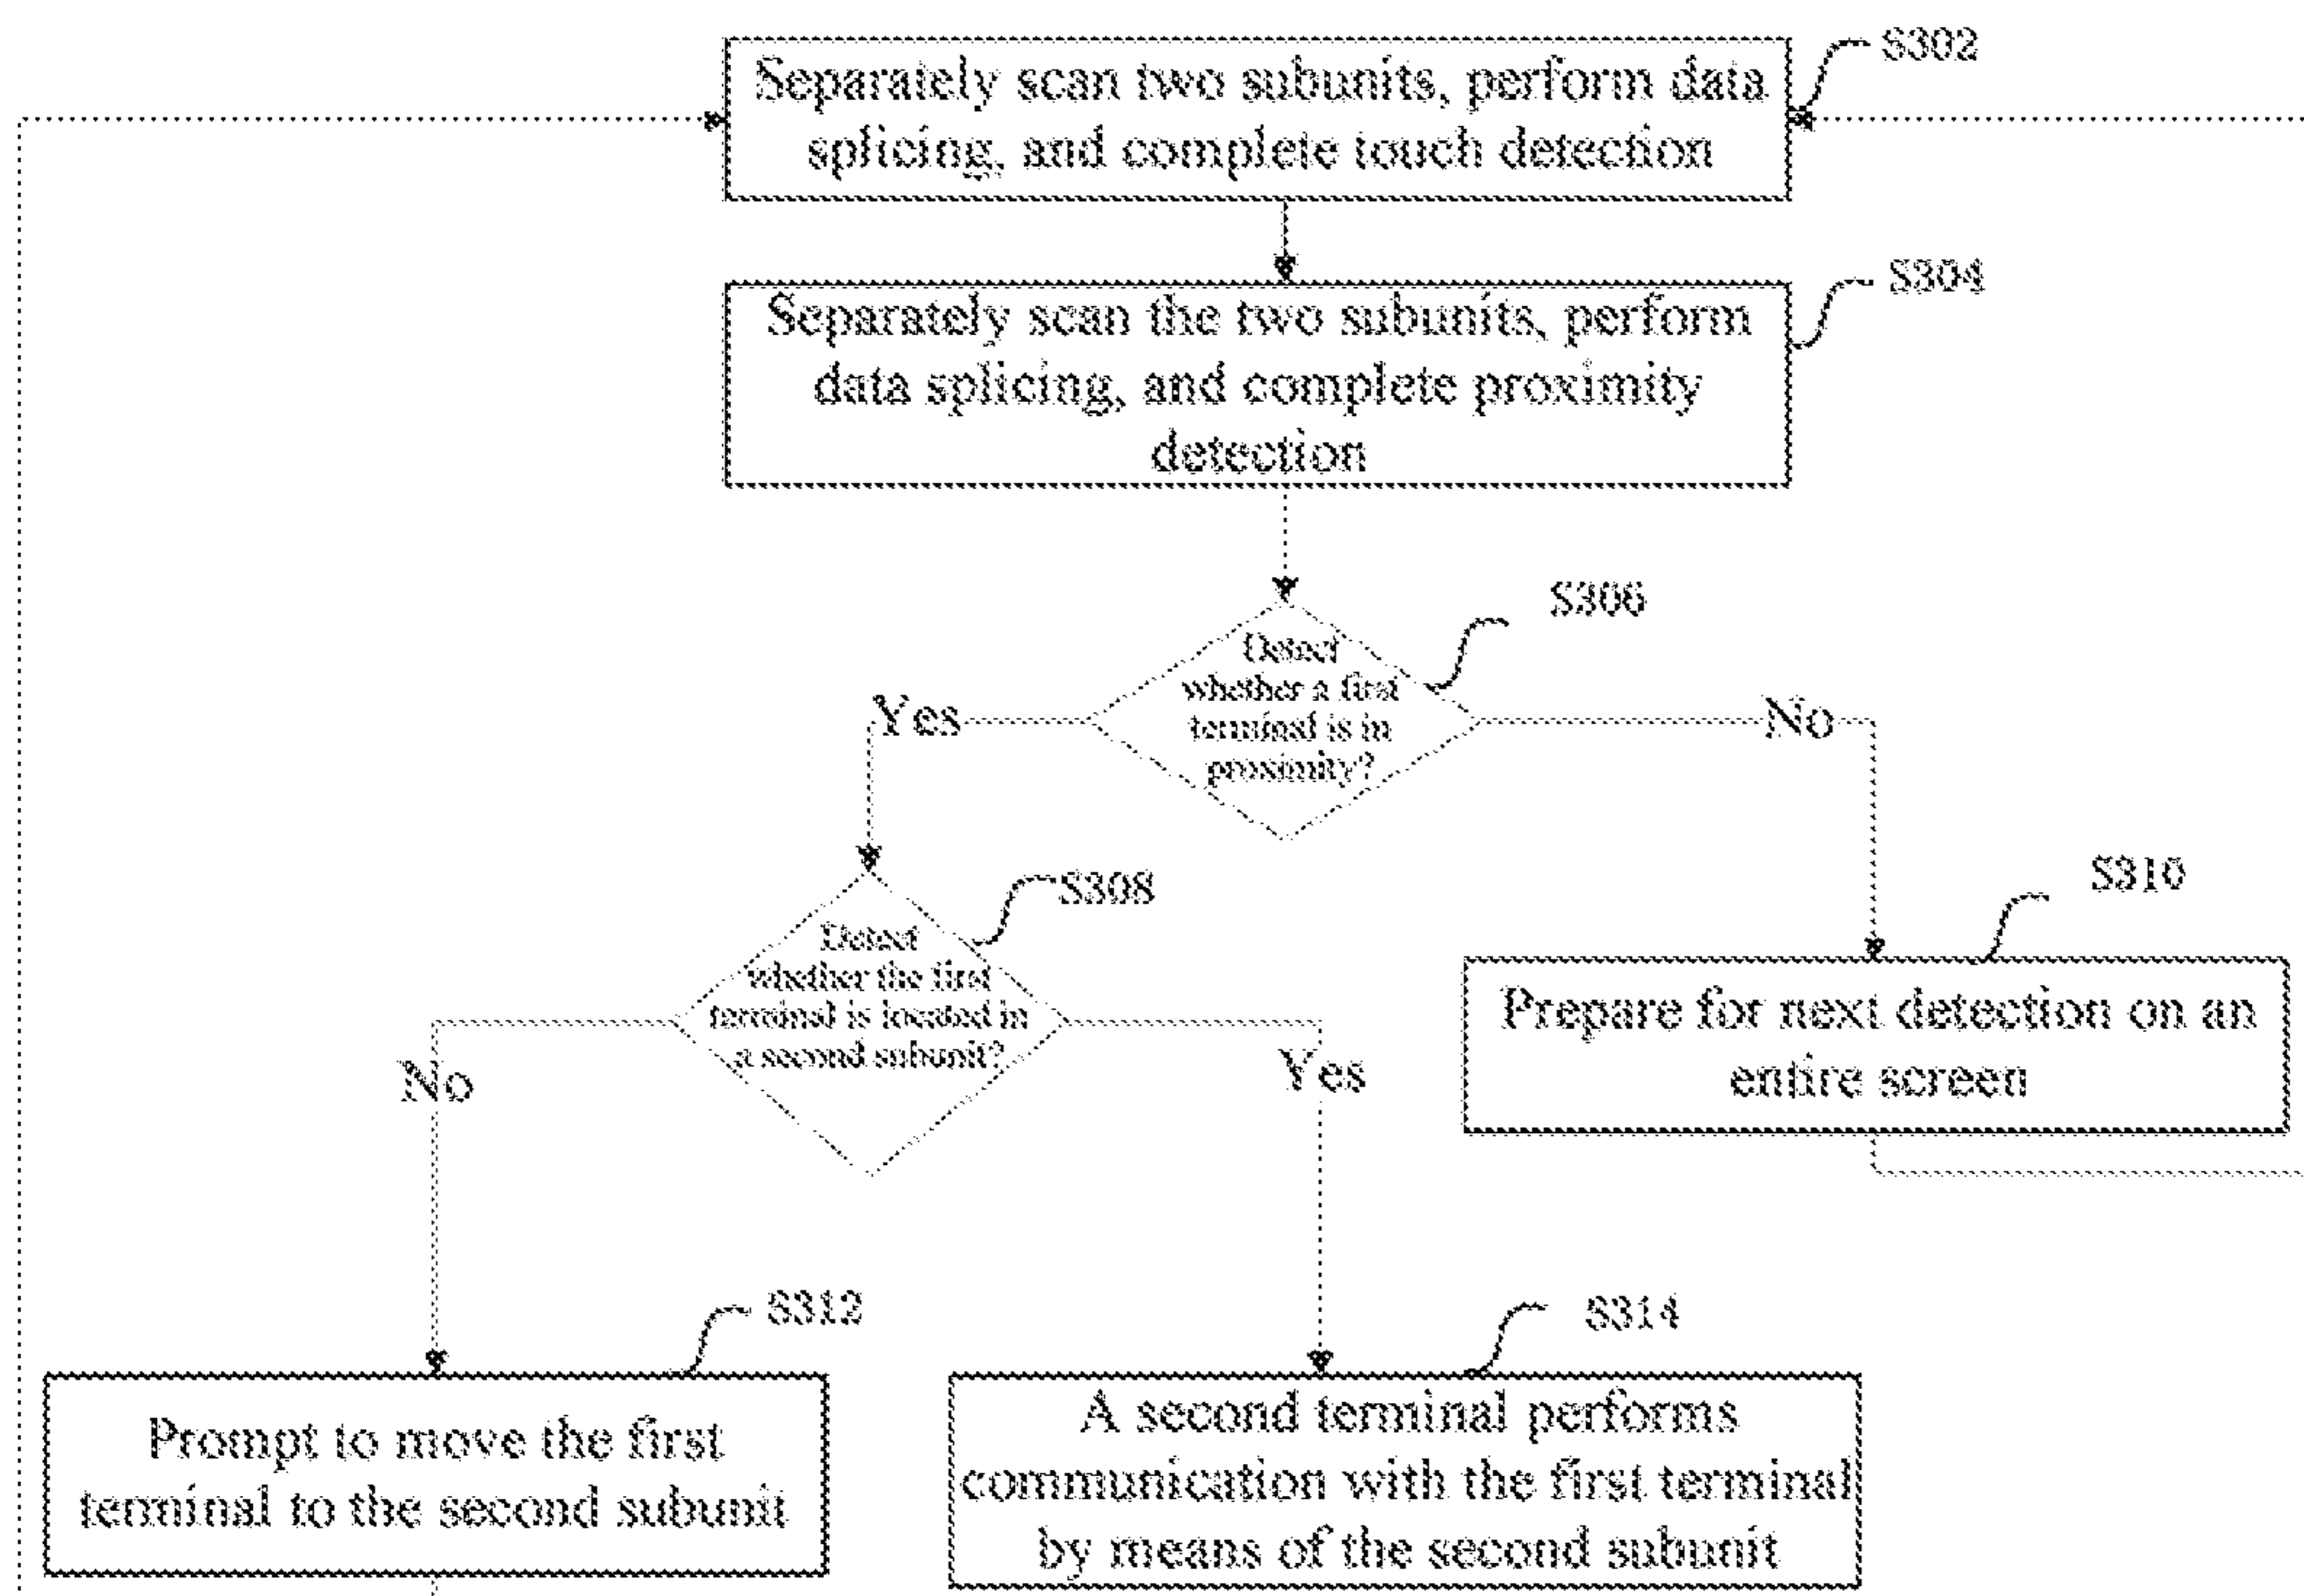 S302
Separately scan two subunits, perform data
splicing, and complete touch detection
S304
Separately scan the two subunits, perform
data splicing, and complete proximity
detection
S306
Detect
whether a first
terminal is in
proximity?
Yes
No
S308
Detect
whether the first
terminal is located in
a second subunit?
S310
Prepare for next detection on an
entire screen
No
Yes
S312
Prompt to move the first
terminal to the second subunit
S314
A second terminal performs
communication with the first terminal
by means of the second subunit